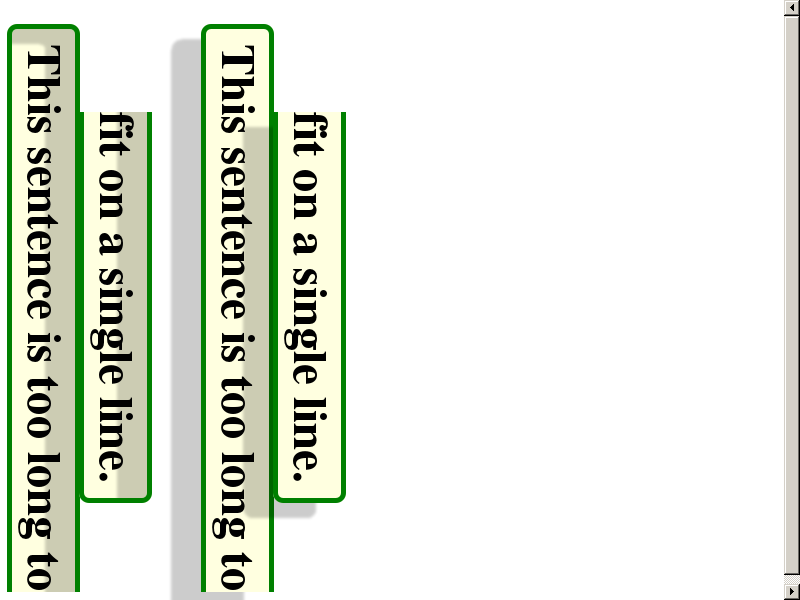 This sentence is too long to
fit on a single line.
This sentence is too long to
fit on a single line.